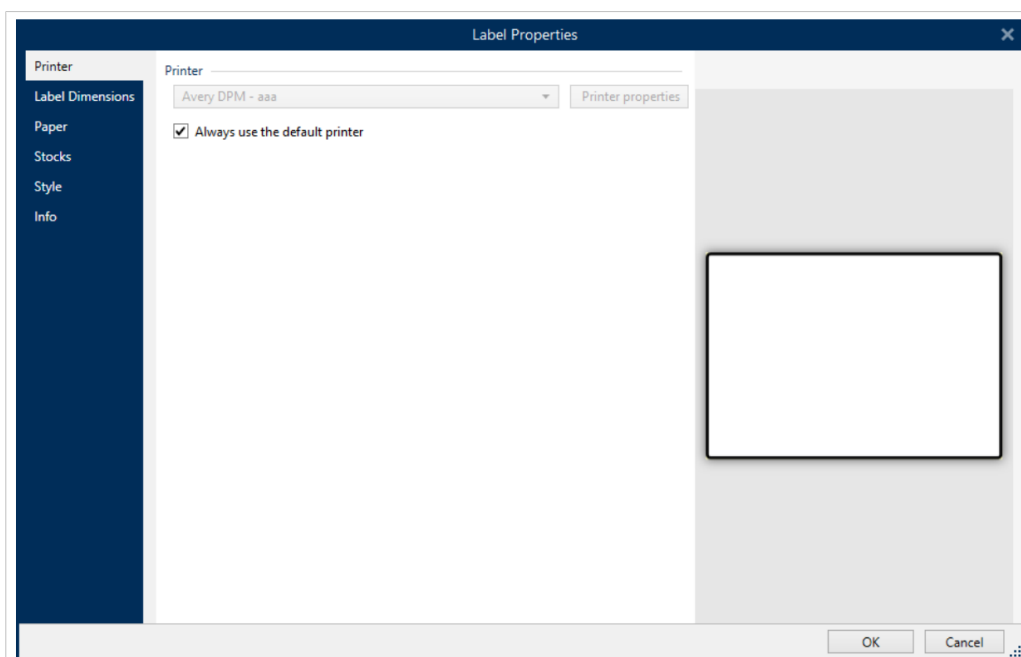 Label Properties
Printer
Label Dimensions
Paper
Stocks
Style
Info
Printer
Avery DPM - aaa
Printer properties
Always use the default printer
OK
Cancel